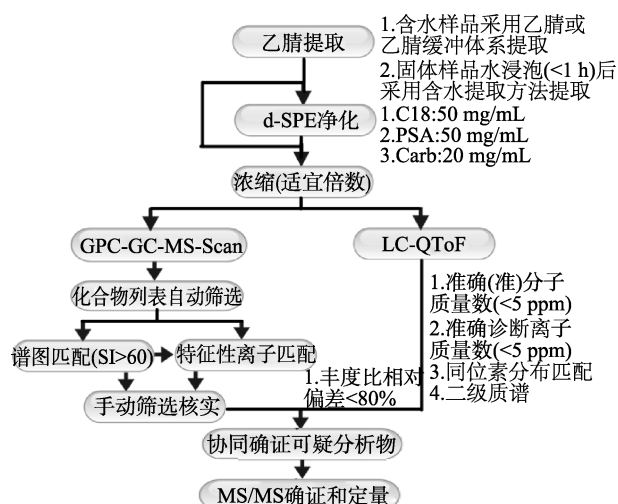 乙腈提取
1.含水样品采用乙腈或
乙腈缓冲体系提取
2.固体样品水浸泡(<1 h)后
采用含水提取方法提取
d-SPE净化
1.C18:50 mg/mL
2.PSA:50 mg/mL
3.Carb:20 mg/mL
浓缩(适宜倍数)
GPC-GC-MS-Scan
LC-QToF
化合物列表自动筛选
1.准确(准)分子
质量数(<5 ppm)
2.准确诊断离子
质量数(<5 ppm)
3.同位素分布匹配
4.二级质谱
谱图匹配(SI>60)
特征性离子匹配
1.丰度比相对
偏差<80%
手动筛选核实
协同确证可疑分析物
MS/MS确证和定量